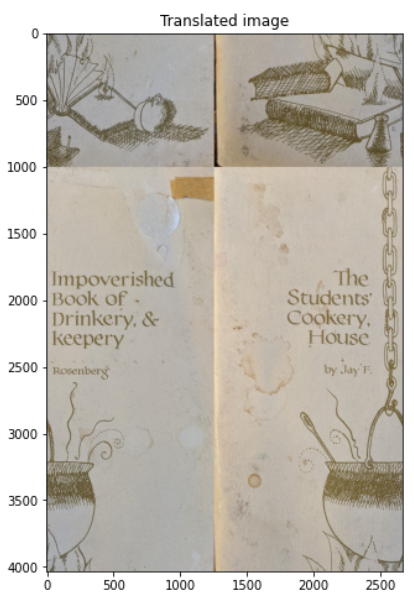 Translated image
0
500
1000
1500
2000
2500
3000
3500
4000
Impoverished
Book of
Drinkery, &
keepery
Rosenberg
The
Students'
Cookery,
House
by Jay F.
0 500 1000 1500 2000 2500